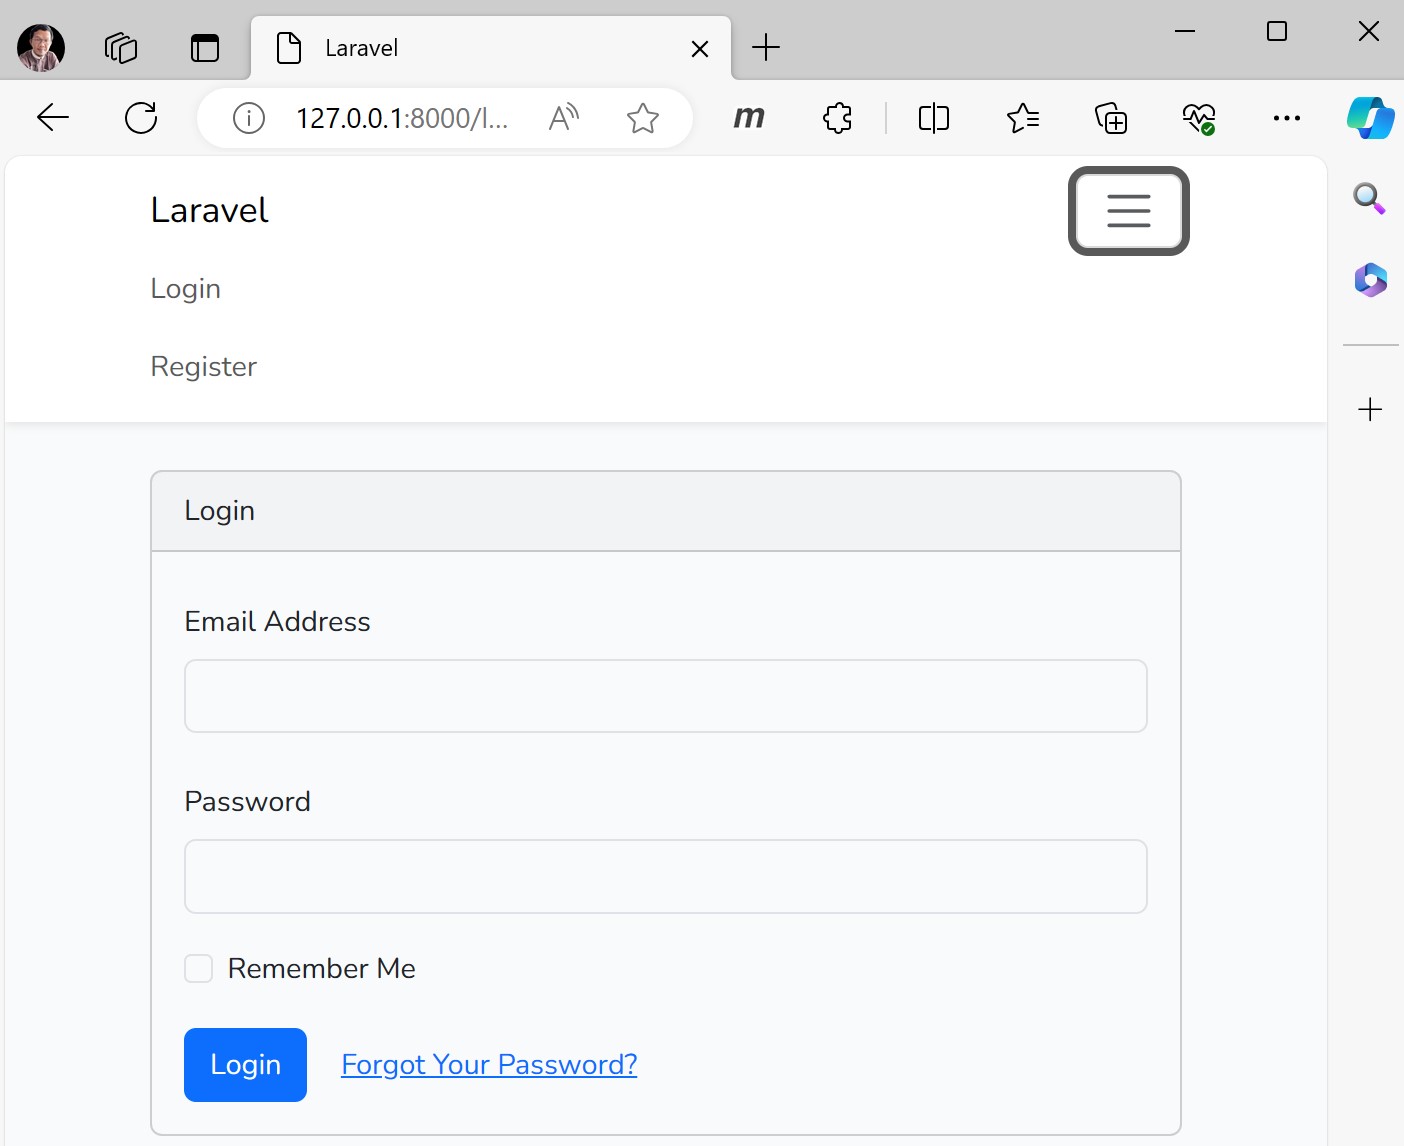 Laravel
127.0.0.1:8000/l...
m
Laravel
Login
Register
Login
Email Address
Password
Remember Me
Login Forgot Your Password?